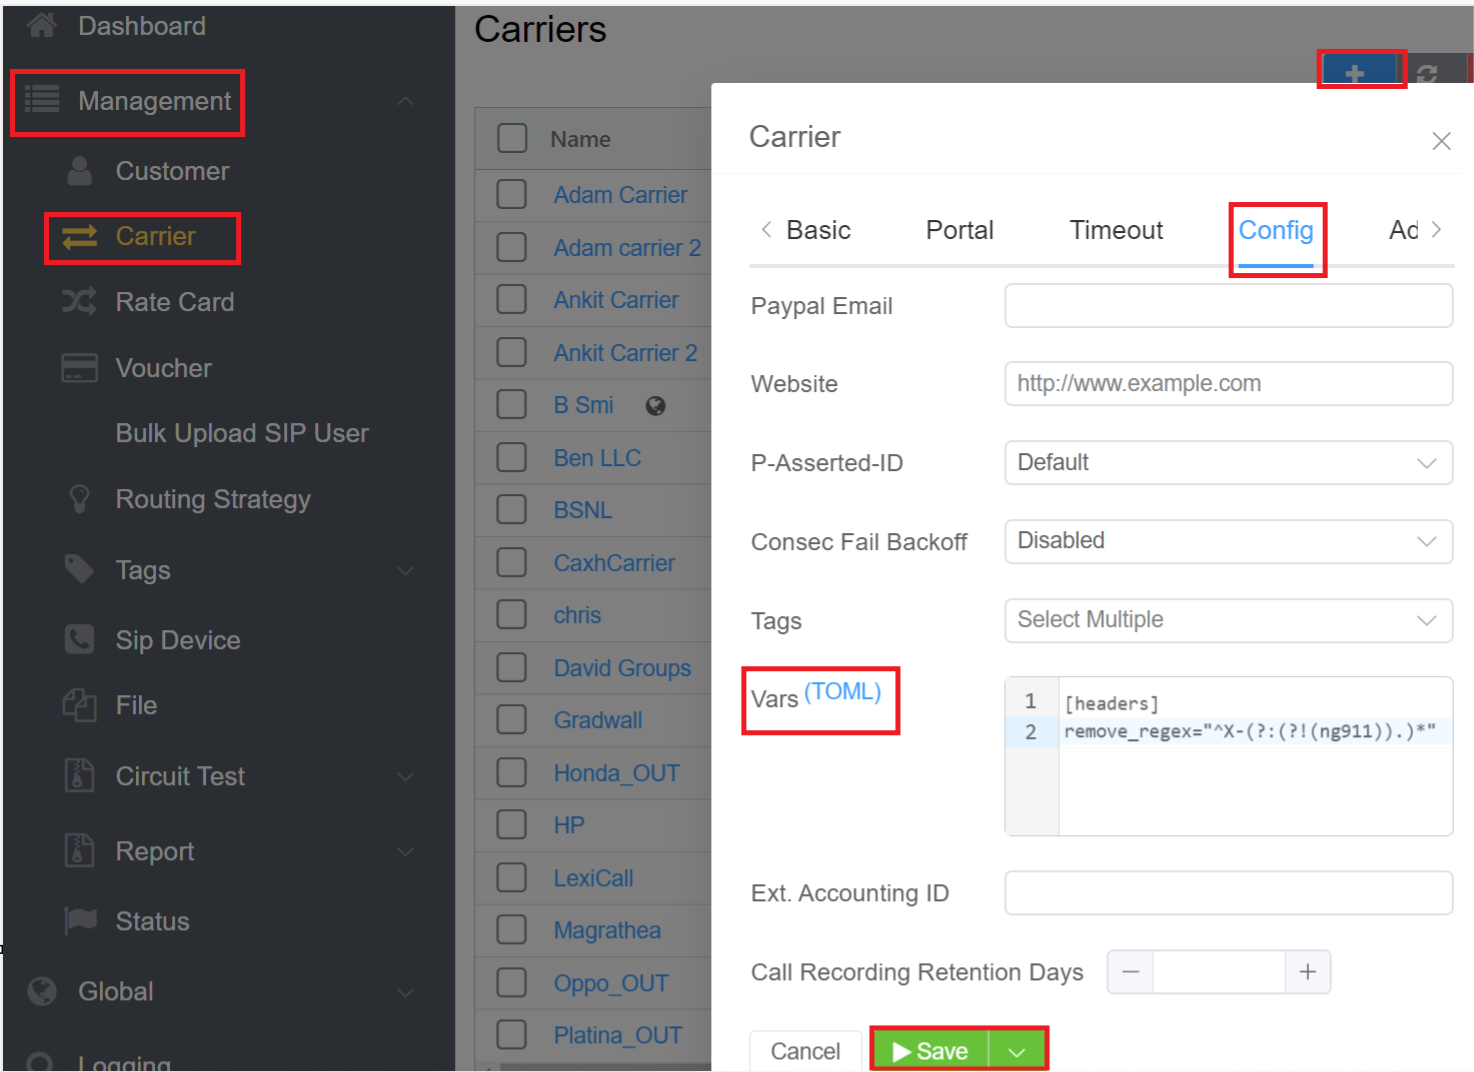 Dashboard
Management
Customer
Carrier
Rate Card
Voucher
Bulk Upload SIP User
Routing Strategy
Tags
Sip Device
File
Circuit Test
Report
Status
Global
Logging
Carriers
Name
Adam Carrier
Adam carrier 2
Ankit Carrier
Ankit Carrier 2
B Smi
Ben LLC
BSNL
CaxhCarrier
chris
David Groups
Gradwall
Honda_OUT
HP
LexiCall
Magrathea
Oppo_OUT
Platina_OUT
Carrier
Basic Portal Timeout Config Ad
Paypal Email
Website http://www.example.com
P-Asserted-ID Default
Consec Fail Backoff Disabled
Tags Select Multiple
Vars (TOML)
1 [headers]
2 remove_regex="^X-(?:(?!(ng911)).)*"
Ext. Accounting ID
Call Recording Retention Days
Cancel Save